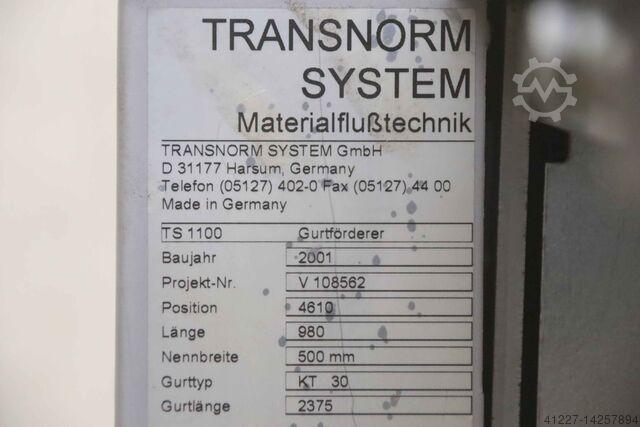 TRANSNORM
SYSTEM
Materialflußtechnik
TRANSNORM SYSTEM GmbH
D 31177 Harsum, Germany
Telefon (05127) 402-0 Fax (05127) 44 00
Made in Germany
TS 1100 Gurtförderer
Baujahr 2001
Projekt-Nr. V 108562
Position 4610
Länge 980
Nennbreite 500 mm
Gurttyp KT 30
Gurtlänge 2375
41227-14257894